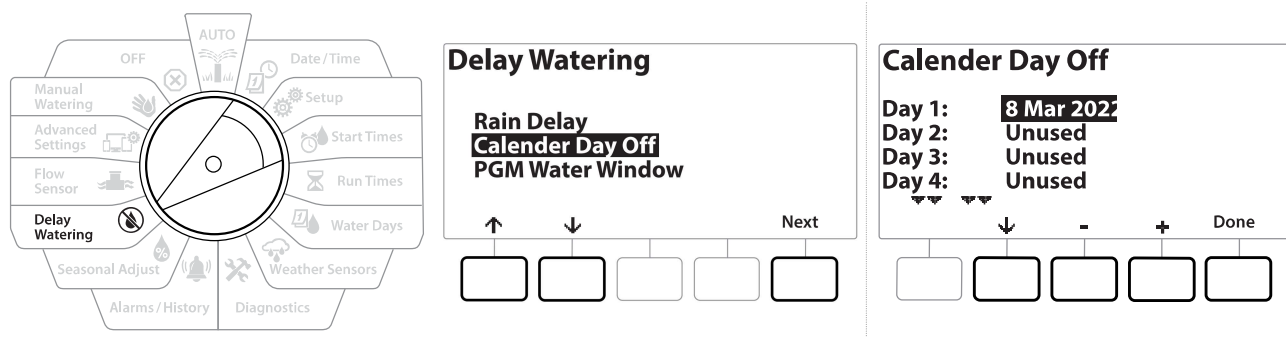 AUTO
OFF
Date/Time
Manual
Watering
Setup
Advanced
Settings
Start Times
Flow
Sensor
Run Times
Delay
Watering
Water Days
Seasonal Adjust
Weather Sensors
Alarms/History
Diagnostics
Delay Watering
Rain Delay
Calender Day Off
PGM Water Window
Next
Calender Day Off
Day 1: 8 Mar 2022
Day 2: Unused
Day 3: Unused
Day 4: Unused
- + Done